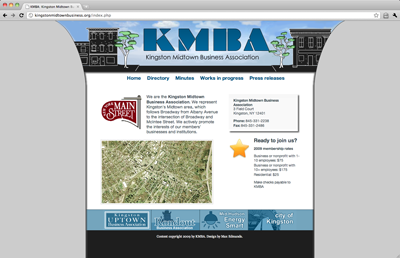 KMBA: Kingston Midtown Busi
kingstonmidtownbusiness.org/index.php
KMBA
Kingston Midtown Business Association
Home Directory Minutes Works in progress Press releases
MAIN
STREET
We are the Kingston Midtown
Business Association. We represent
Kingston's Midtown area, which
follows Broadway from Albany Avenue
to the intersection of Broadway and
McIntee Street. We actively promote
the interests of our members'
businesses and institutions.
Kingston Midtown Business
Association
Field Court
Kingston, NY 12401
Phone 845-331-2238
Fax 845-331-2466
Ready to join us?
2009 membership rates
Business or nonprofit with 1-
10 employees: $75
Business or nonprofit with
10+ employees: $175
Residential: $25
Make checks payable to
KMBA.
Kingston
UPTOWN
Business Association
Rondout
Business Association
Energy
Smart
city of
Kingston
Content copyright 2009 by KMBA. Design by Max Edmands.